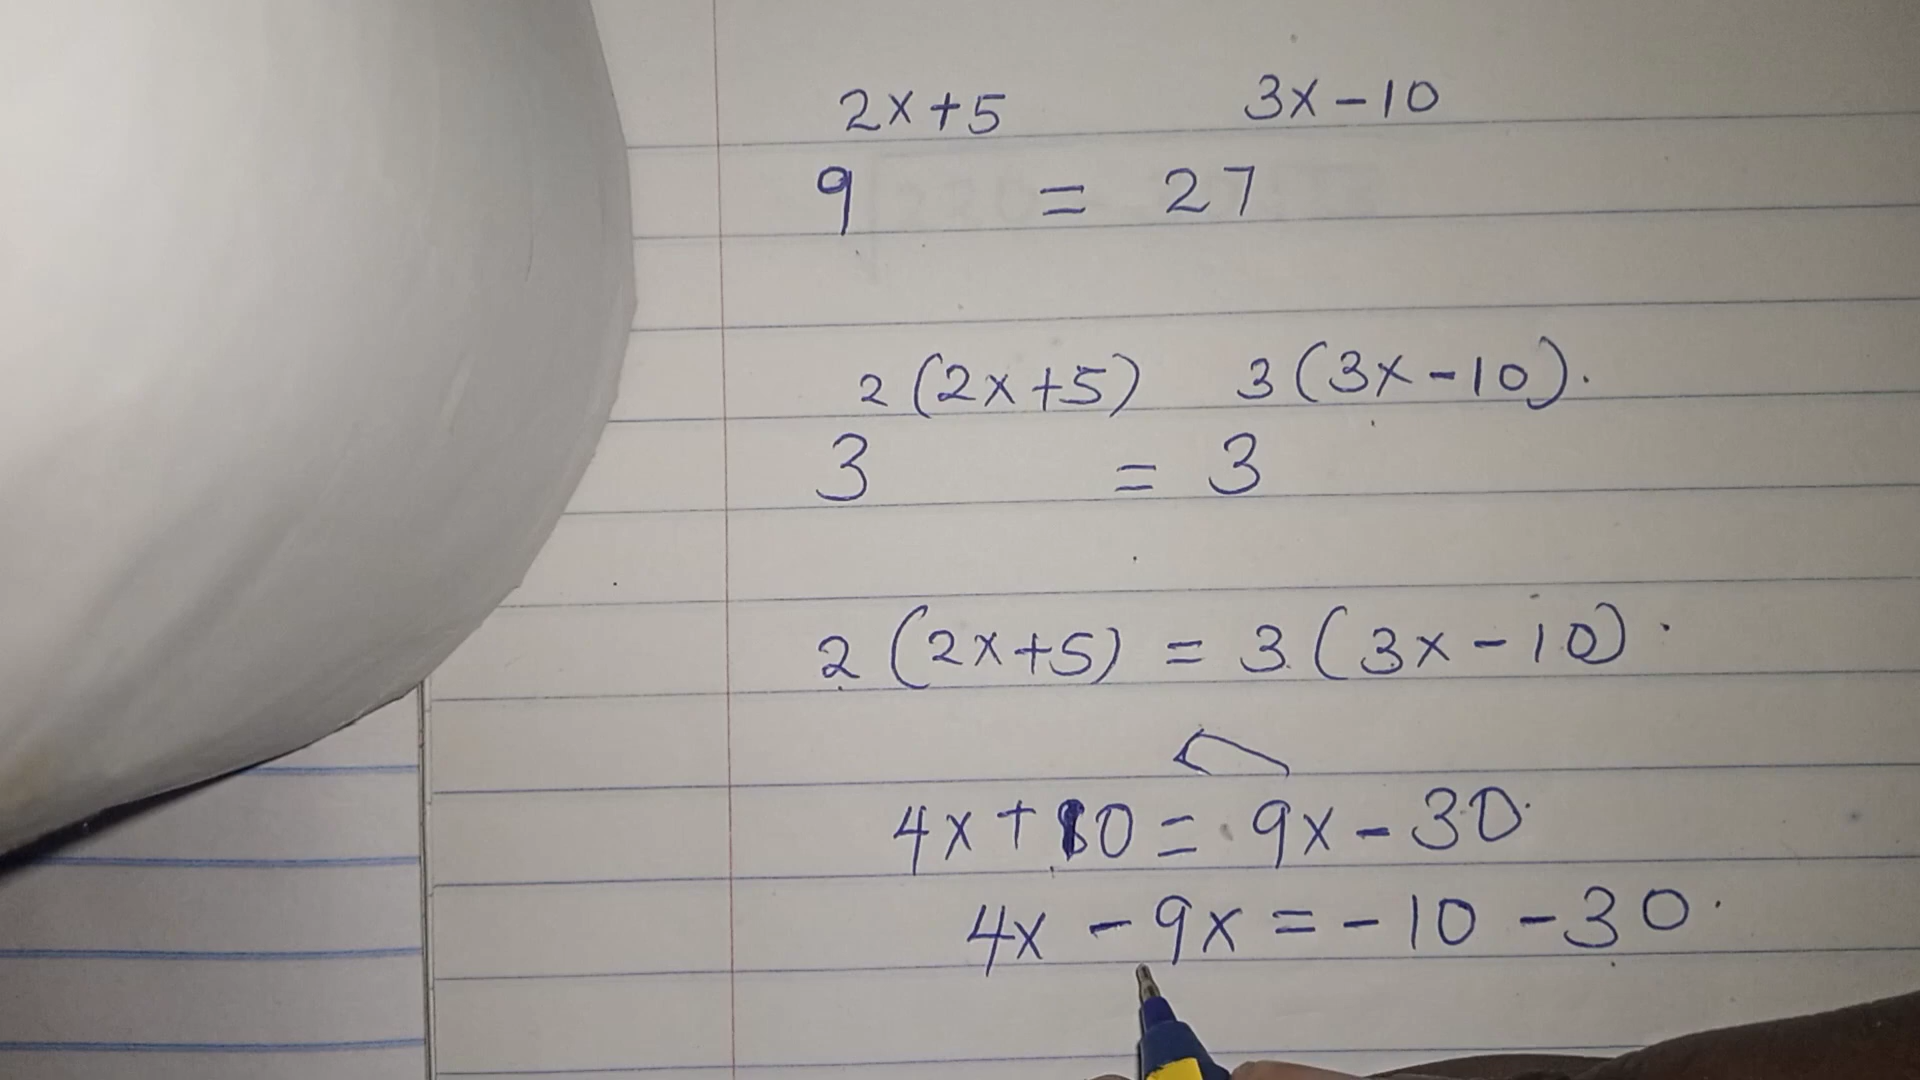 2x+5 3x-10
9 = 27
2(2x+5) 3(3x-10).
3 = 3
2(2x+5) = 3(3x-10).
4x+10 = 9x-30.
4x-9x = -10-30.